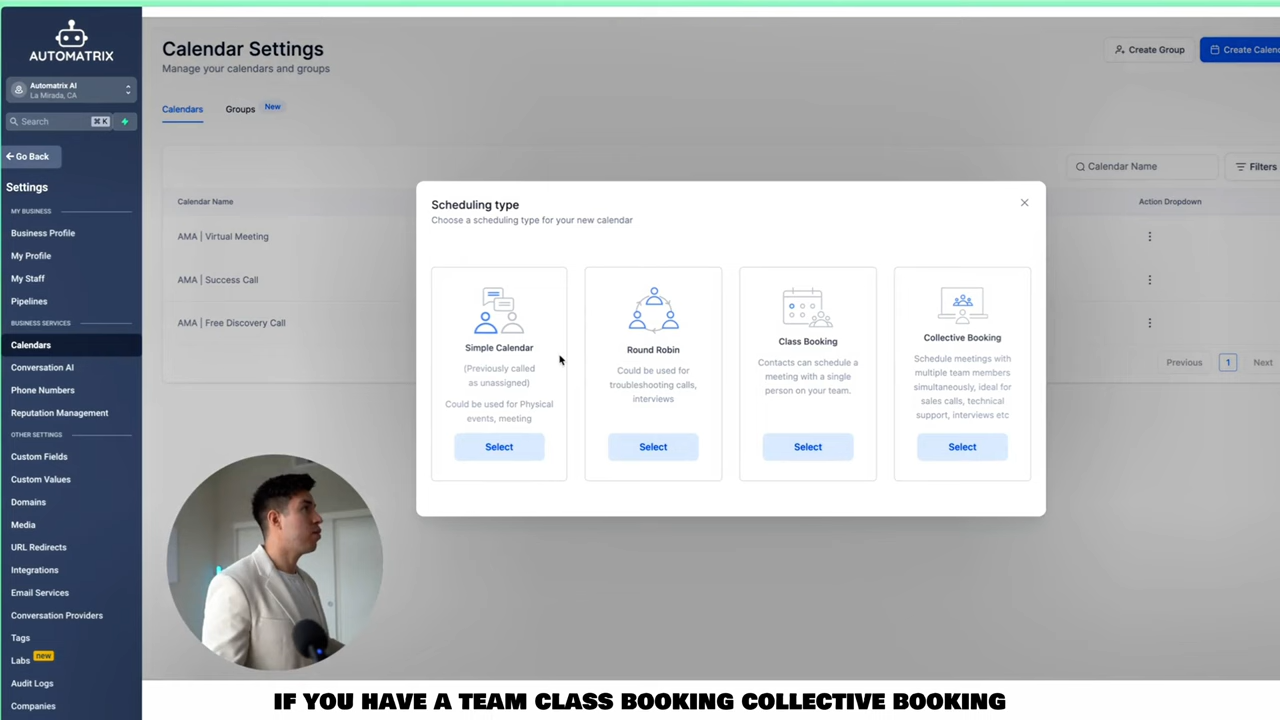 AUTOMATRIX
Automatrix AI
La Mirada, CA
Search ⌘ K
Go Back
Settings
MY BUSINESS
Business Profile
My Profile
My Staff
Pipelines
BUSINESS SERVICES
Calendars
Conversation AI
Phone Numbers
Reputation Management
OTHER SETTINGS
Custom Fields
Custom Values
Domains
Media
URL Redirects
Integrations
Email Services
Conversation Providers
Tags
Labs new
Audit Logs
Companies
Calendar Settings
Manage your calendars and groups
Create Group
Create Calend
Calendars
Groups New
Calendar Name
Filters
Calendar Name
Action Dropdown
AMA | Virtual Meeting
AMA | Success Call
AMA | Free Discovery Call
Previous 1 Next
Scheduling type
Choose a scheduling type for your new calendar
Simple Calendar
(Previously called
as unassigned)
Could be used for Physical
events, meeting
Select
Round Robin
Could be used for
troubleshooting calls,
interviews
Select
Class Booking
Contacts can schedule a
meeting with a single
person on your team.
Select
Collective Booking
Schedule meetings with
multiple team members
simultaneously, ideal for
sales calls, technical
support, interviews etc
Select
IF YOU HAVE A TEAM CLASS BOOKING COLLECTIVE BOOKING